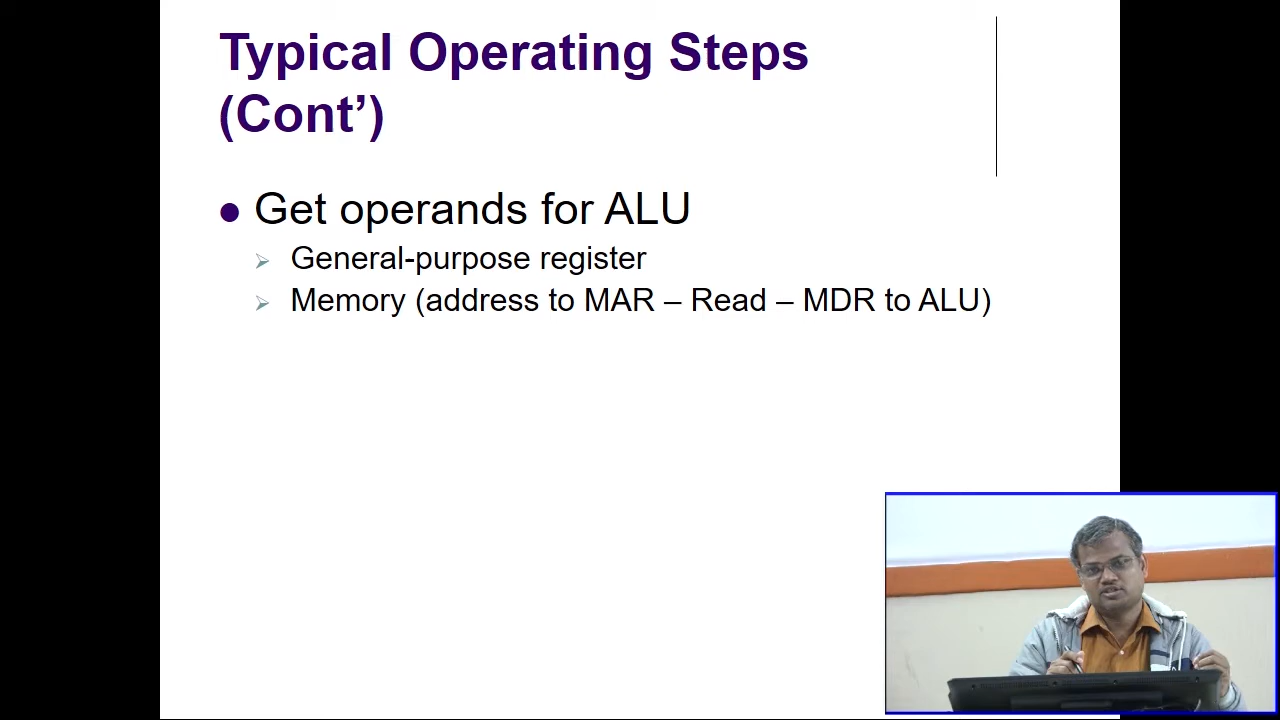 Typical Operating Steps
(Cont’)
Get operands for ALU
General-purpose register
Memory (address to MAR – Read – MDR to ALU)